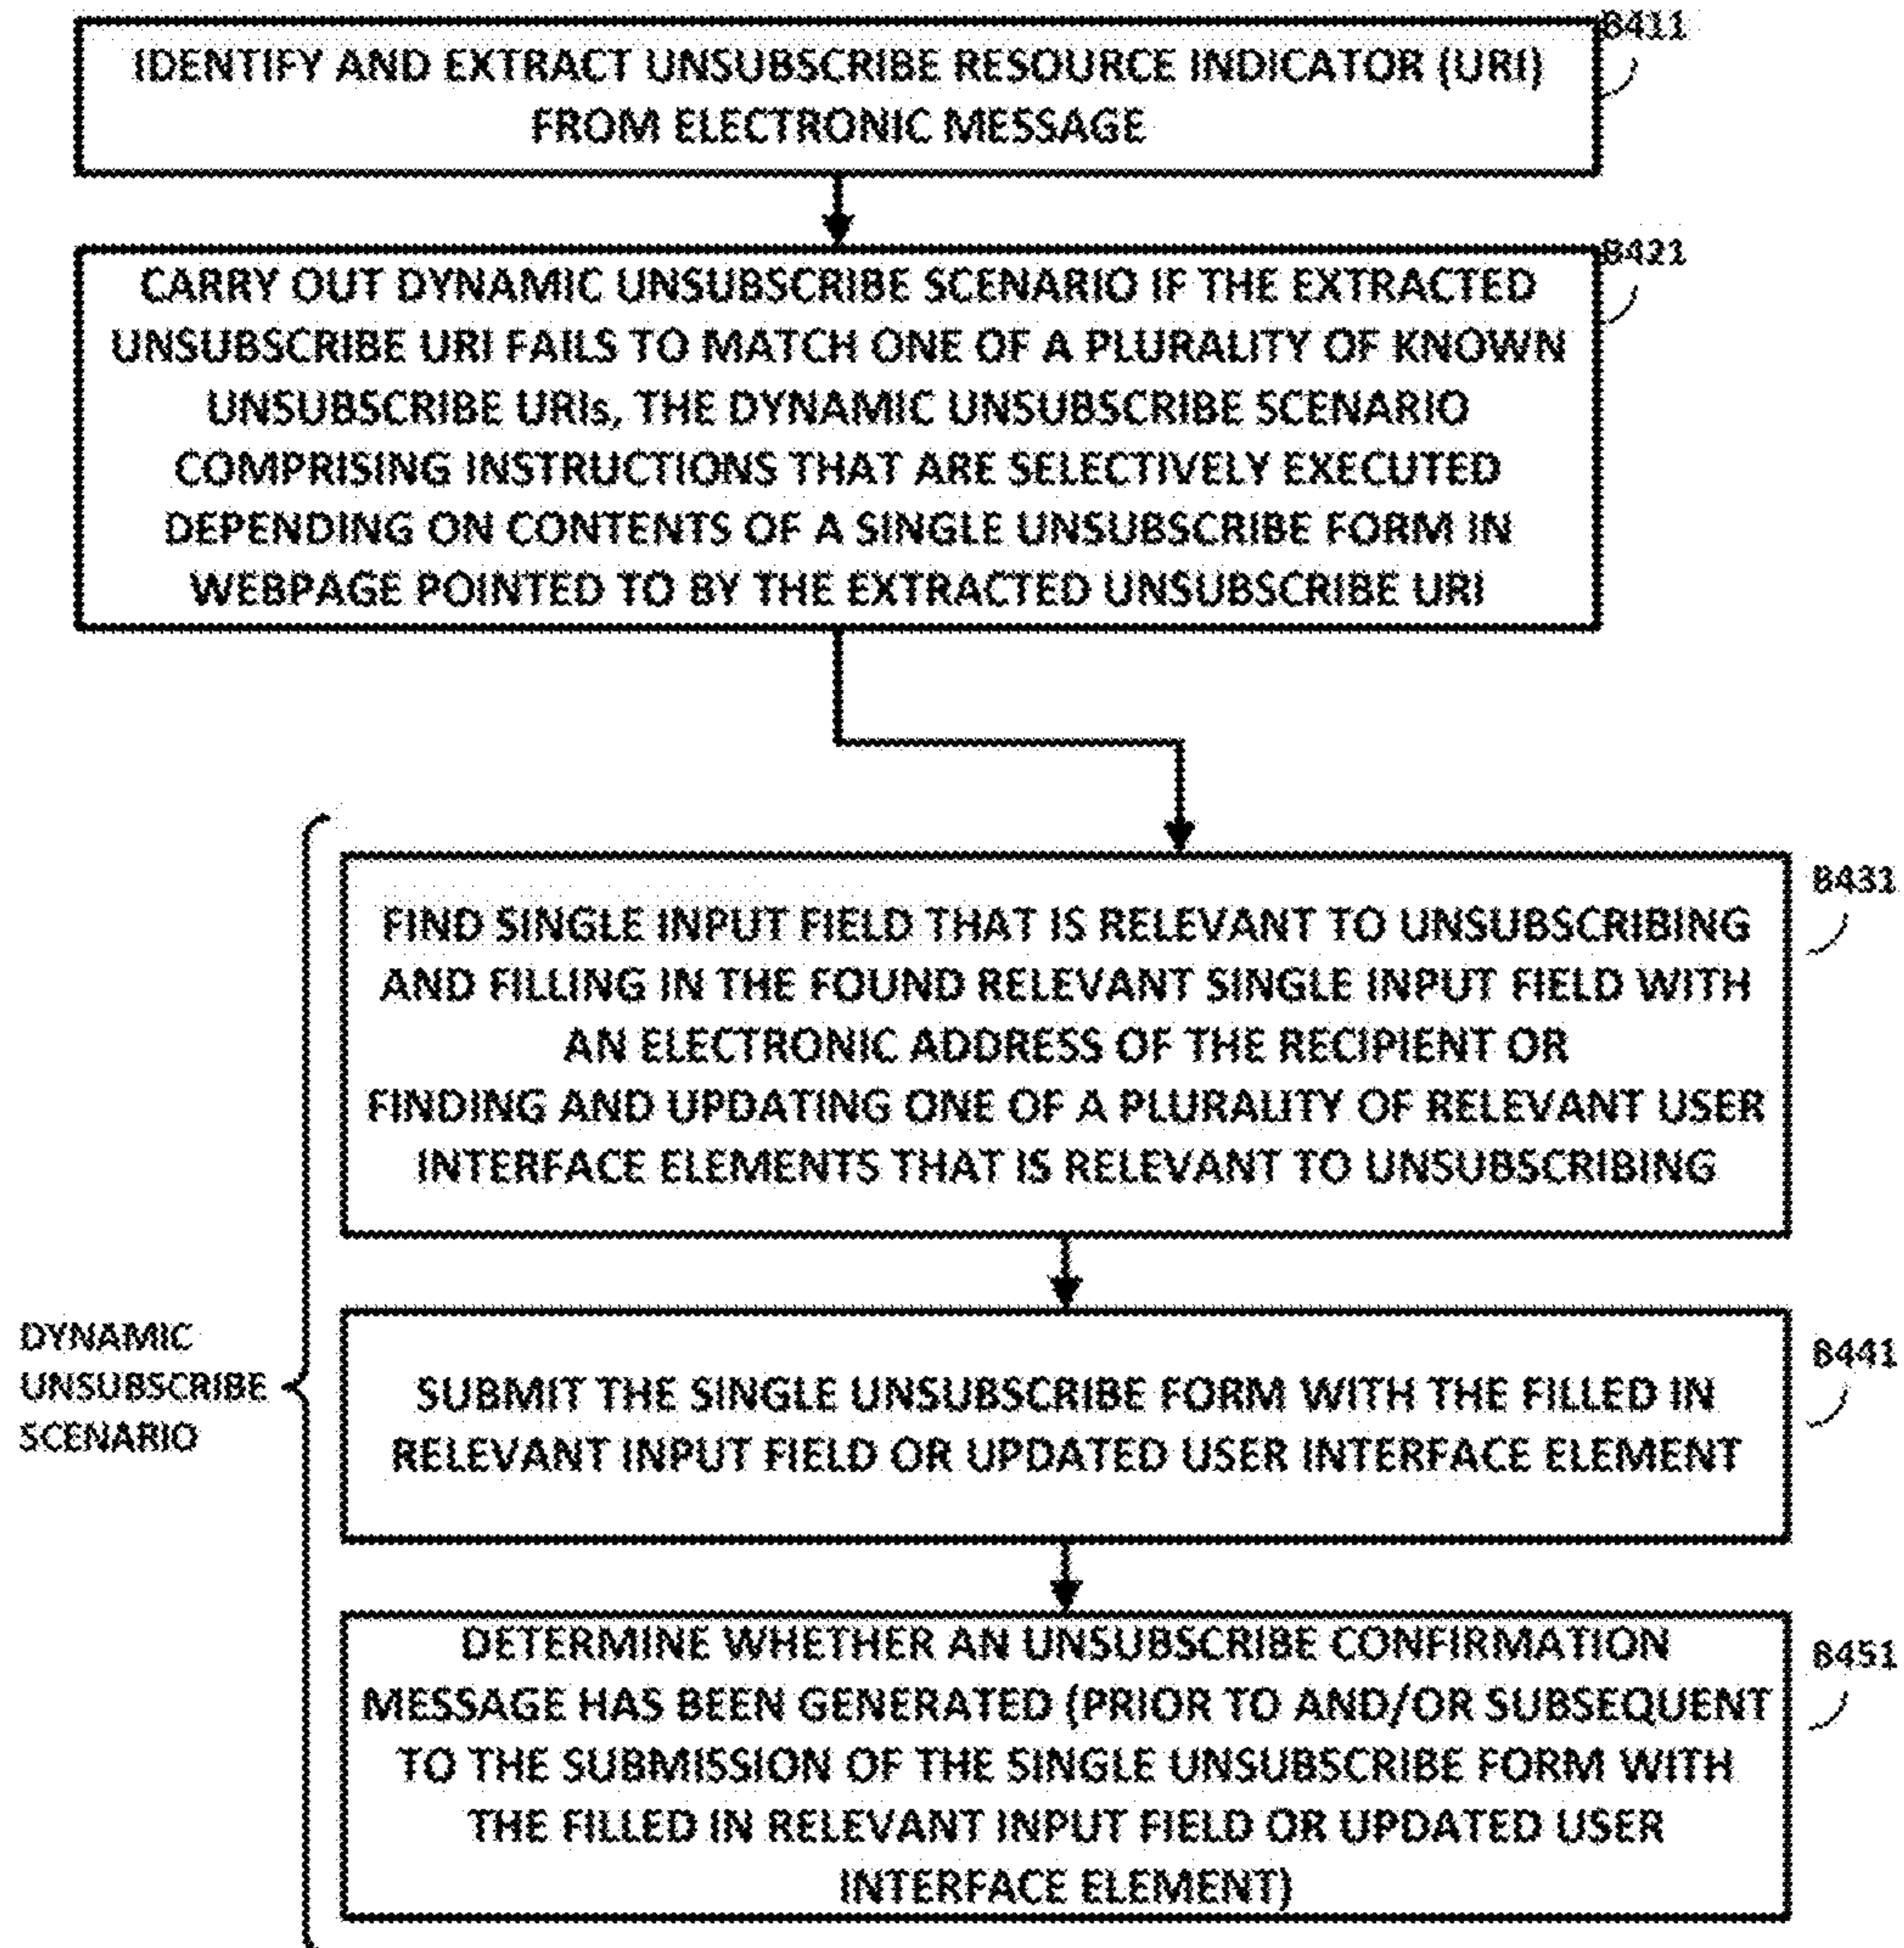 B411
IDENTIFY AND EXTRACT UNSUBSCRIBE RESOURCE INDICATOR (URI)
FROM ELECTRONIC MESSAGE
B421
CARRY OUT DYNAMIC UNSUBSCRIBE SCENARIO IF THE EXTRACTED
UNSUBSCRIBE URI FAILS TO MATCH ONE OF A PLURALITY OF KNOWN
UNSUBSCRIBE URIs, THE DYNAMIC UNSUBSCRIBE SCENARIO
COMPRISING INSTRUCTIONS THAT ARE SELECTIVELY EXECUTED
DEPENDING ON CONTENTS OF A SINGLE UNSUBSCRIBE FORM IN
WEBPAGE POINTED TO BY THE EXTRACTED UNSUBSCRIBE URI
B431
FIND SINGLE INPUT FIELD THAT IS RELEVANT TO UNSUBSCRIBING
AND FILLING IN THE FOUND RELEVANT SINGLE INPUT FIELD WITH
AN ELECTRONIC ADDRESS OF THE RECIPIENT OR
FINDING AND UPDATING ONE OF A PLURALITY OF RELEVANT USER
INTERFACE ELEMENTS THAT IS RELEVANT TO UNSUBSCRIBING
DYNAMIC
UNSUBSCRIBE
SCENARIO
B441
SUBMIT THE SINGLE UNSUBSCRIBE FORM WITH THE FILLED IN
RELEVANT INPUT FIELD OR UPDATED USER INTERFACE ELEMENT
B451
DETERMINE WHETHER AN UNSUBSCRIBE CONFIRMATION
MESSAGE HAS BEEN GENERATED (PRIOR TO AND/OR SUBSEQUENT
TO THE SUBMISSION OF THE SINGLE UNSUBSCRIBE FORM WITH
THE FILLED IN RELEVANT INPUT FIELD OR UPDATED USER
INTERFACE ELEMENT)